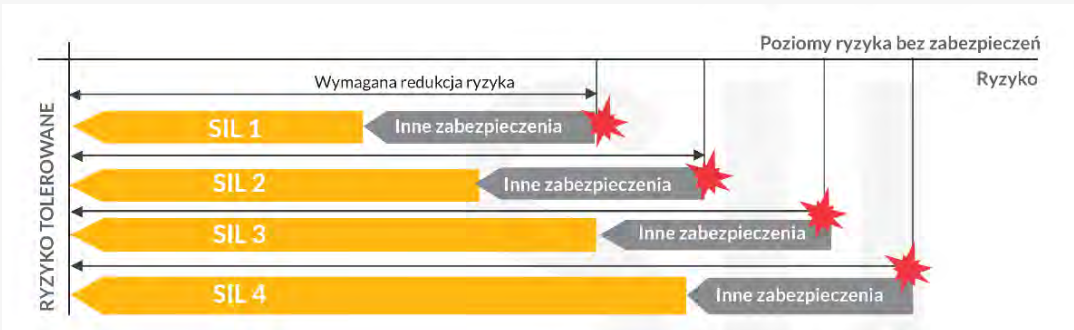 Poziomy ryzyka bez zabezpieczeń
Ryzyko
Wymagana redukcja ryzyka
RYZYKO TOLEROWANE
SIL 1
Inne zabezpieczenia
SIL 2
Inne zabezpieczenia
SIL 3
Inne zabezpieczenia
SIL 4
Inne zabezpieczenia